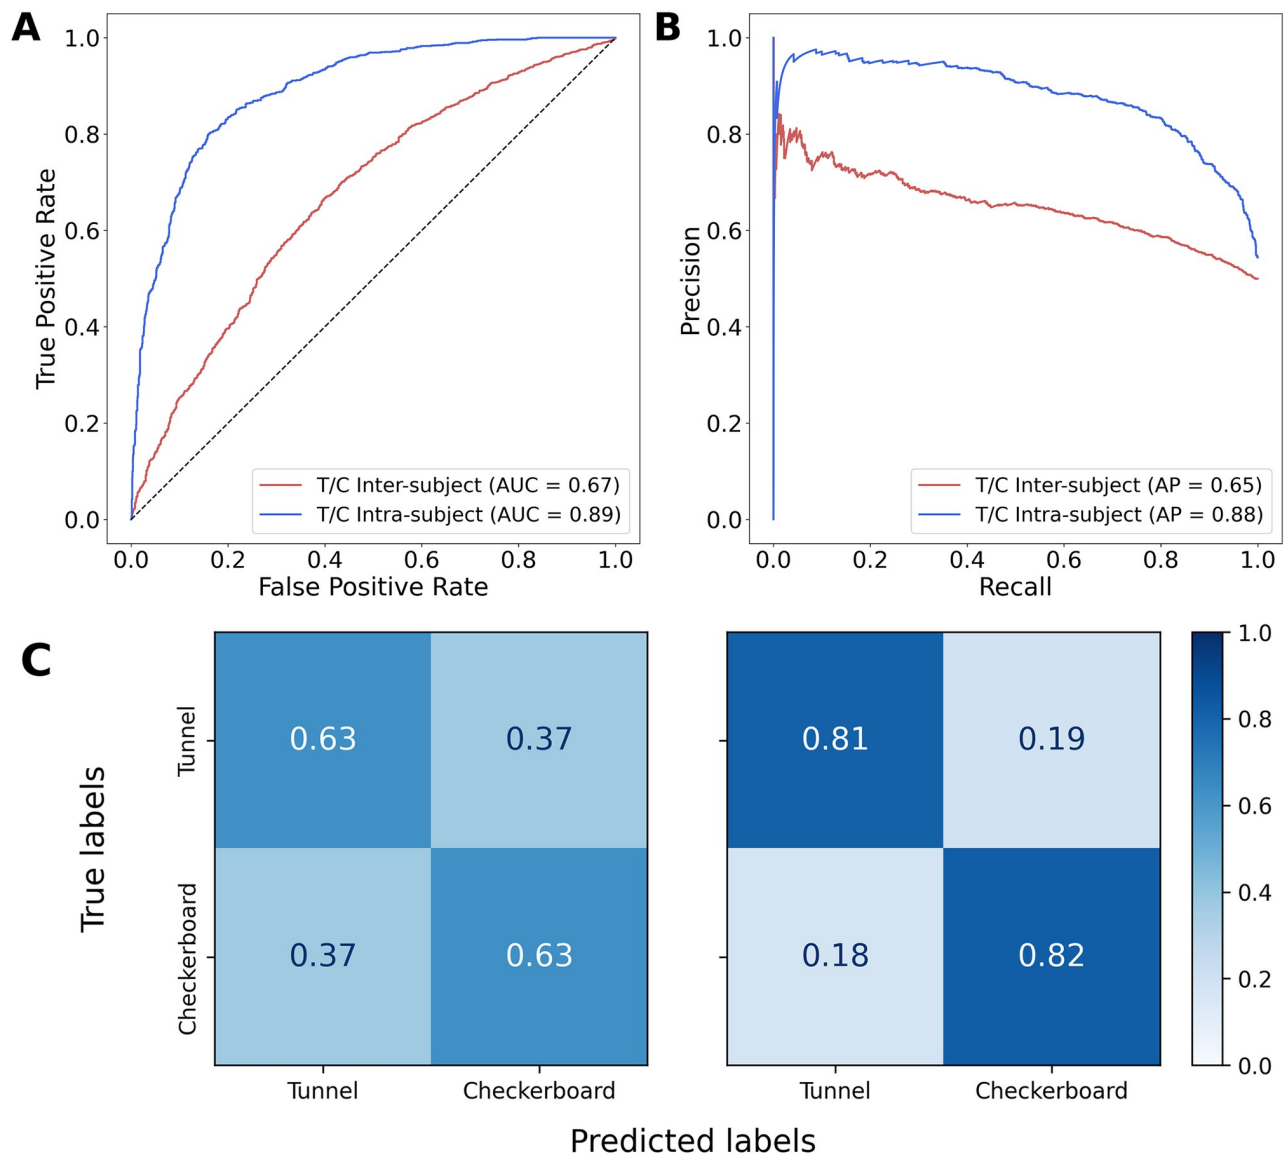 A
1.0
0.8
0.6
0.4
0.2
0.0
True Positive Rate
T/C Inter-subject (AUC = 0.67)
T/C Intra-subject (AUC = 0.89)
0.0 0.2 0.4 0.6 0.8 1.0
False Positive Rate
B
1.0
0.8
0.6
0.4
0.2
0.0
Precision
T/C Inter-subject (AP = 0.65)
T/C Intra-subject (AP = 0.88)
0.0 0.2 0.4 0.6 0.8 1.0
Recall
C
True labels
Tunnel
Checkerboard
0.63 0.37
0.37 0.63
Tunnel Checkerboard
0.81 0.19
0.18 0.82
Tunnel Checkerboard
1.0
0.8
0.6
0.4
0.2
0.0
Predicted labels